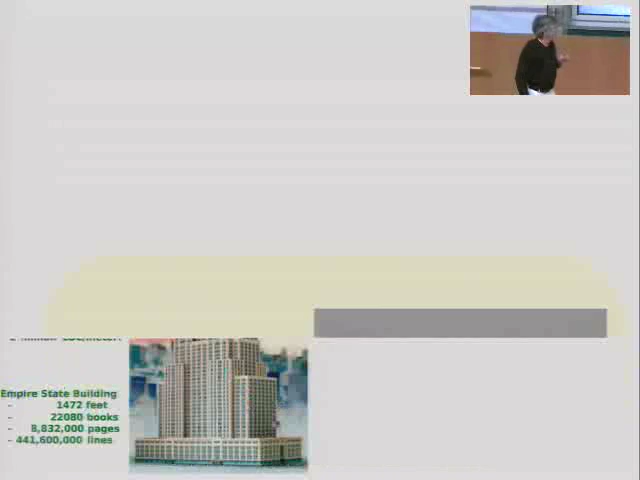 Empire State Building
- 1472 feet
- 22080 books
- 8,832,000 pages
- 441,600,000 lines